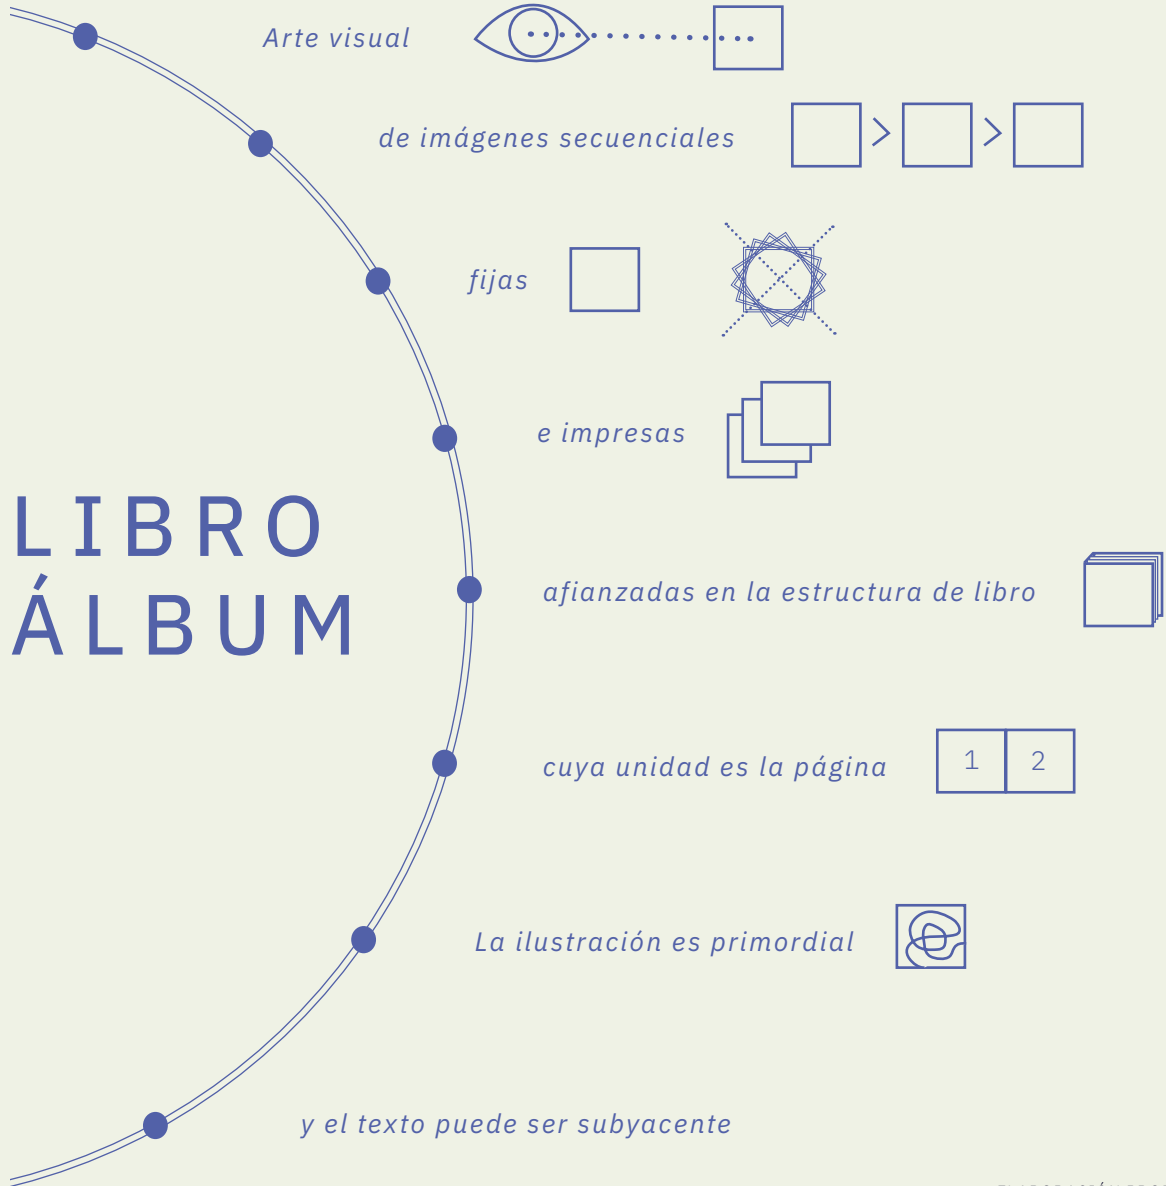 Arte visual
de imágenes secuenciales
fijas
e impresas
LIBRO
ÁLBUM
afianzadas en la estructura de libro
cuya unidad es la página
1 2
La ilustración es primordial
y el texto puede ser subyacente